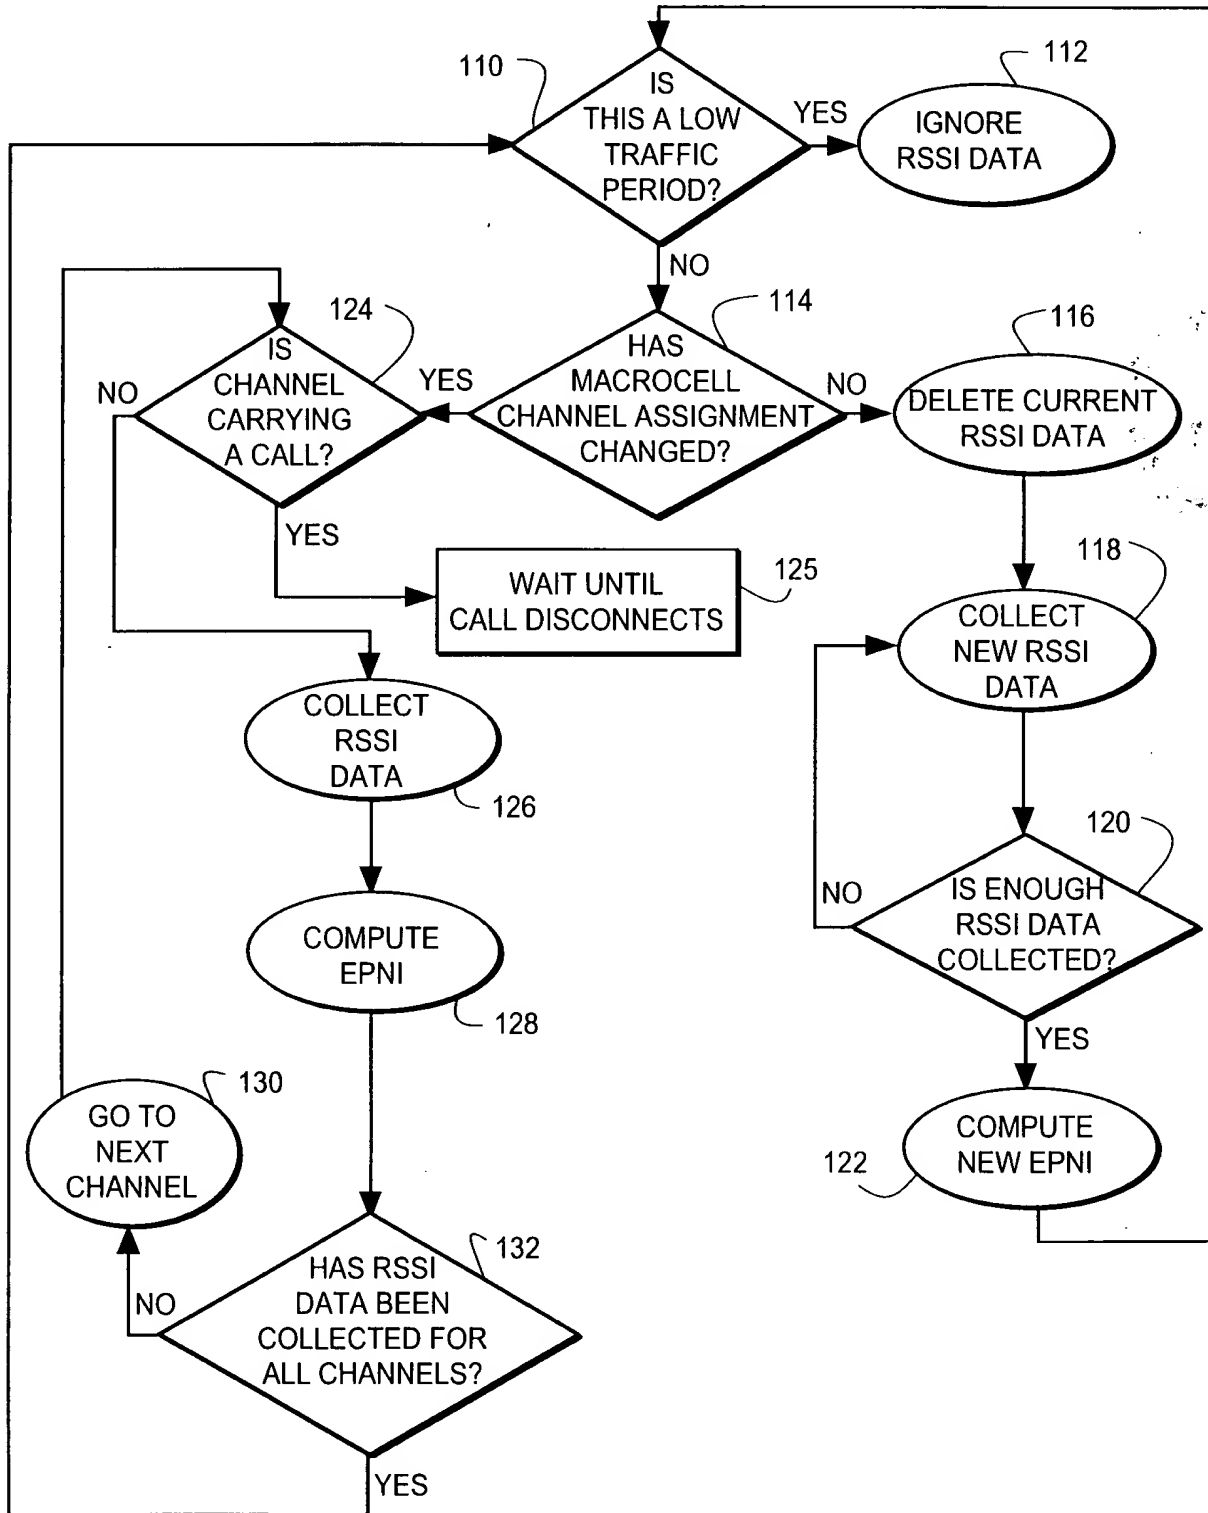 110
IS
THIS A LOW
TRAFFIC
PERIOD?
YES
112
IGNORE
RSSI DATA
NO
124
IS
CHANNEL
CARRYING
A CALL?
NO
YES
YES
114
HAS
MACROCELL
CHANNEL ASSIGNMENT
CHANGED?
NO
116
DELETE CURRENT
RSSI DATA
WAIT UNTIL
CALL DISCONNECTS
125
118
COLLECT
NEW RSSI
DATA
COLLECT
RSSI
DATA
126
120
IS ENOUGH
RSSI DATA
COLLECTED?
NO
YES
COMPUTE
EPNI
128
130
GO TO
NEXT
CHANNEL
COMPUTE
NEW EPNI
122
132
HAS RSSI
DATA BEEN
COLLECTED FOR
ALL CHANNELS?
NO
YES